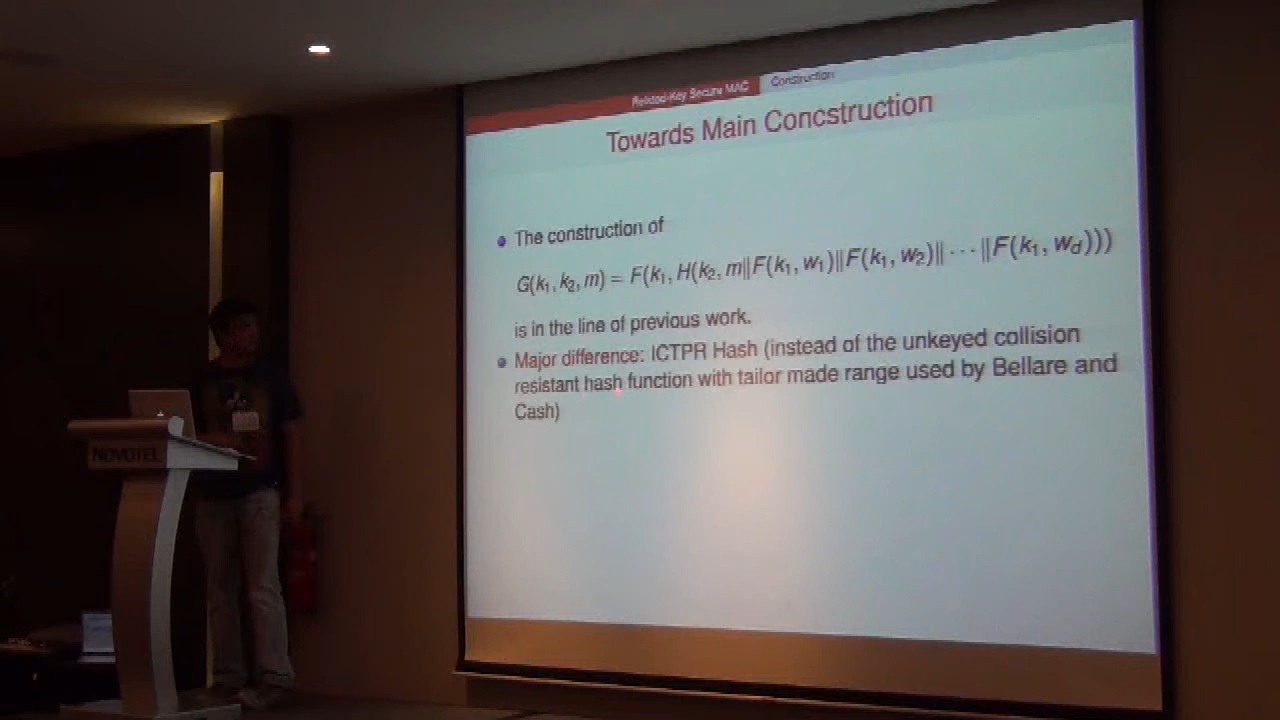 Related-Key Secure MAC Construction
Towards Main Concstruction
The construction of
G(k₁, k₂, m) = F(k₁, H(k₂, m‖F(k₁, w₁)‖F(k₁, w₂)‖ ··· ‖F(k₁, w_d)))
is in the line of previous work.
Major difference: ICTPR Hash (instead of the unkeyed collision
resistant hash function with tailor made range used by Bellare and
Cash)
NOVOTEL